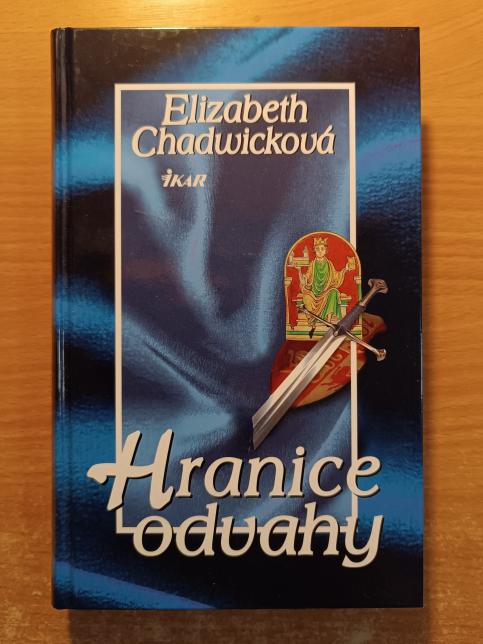 Elizabeth
Chadwicková
IKAR
Hranice
odvahy